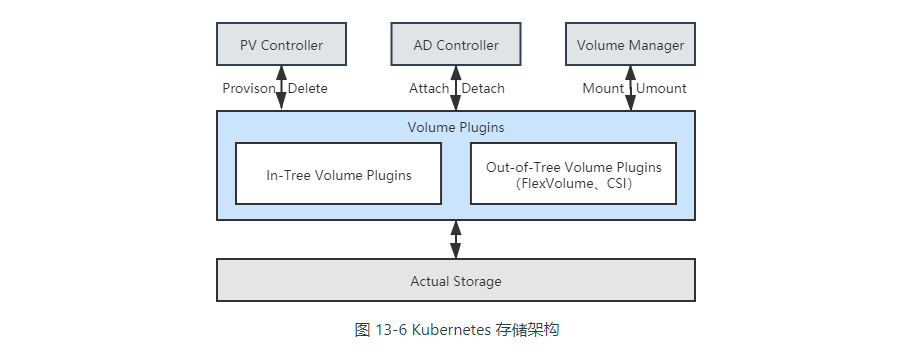 PV Controller
AD Controller
Volume Manager
Provison Delete
Attach Detach
Mount Umount
Volume Plugins
In-Tree Volume Plugins
Out-of-Tree Volume Plugins
（FlexVolume、CSI）
Actual Storage
图 13-6 Kubernetes 存储架构